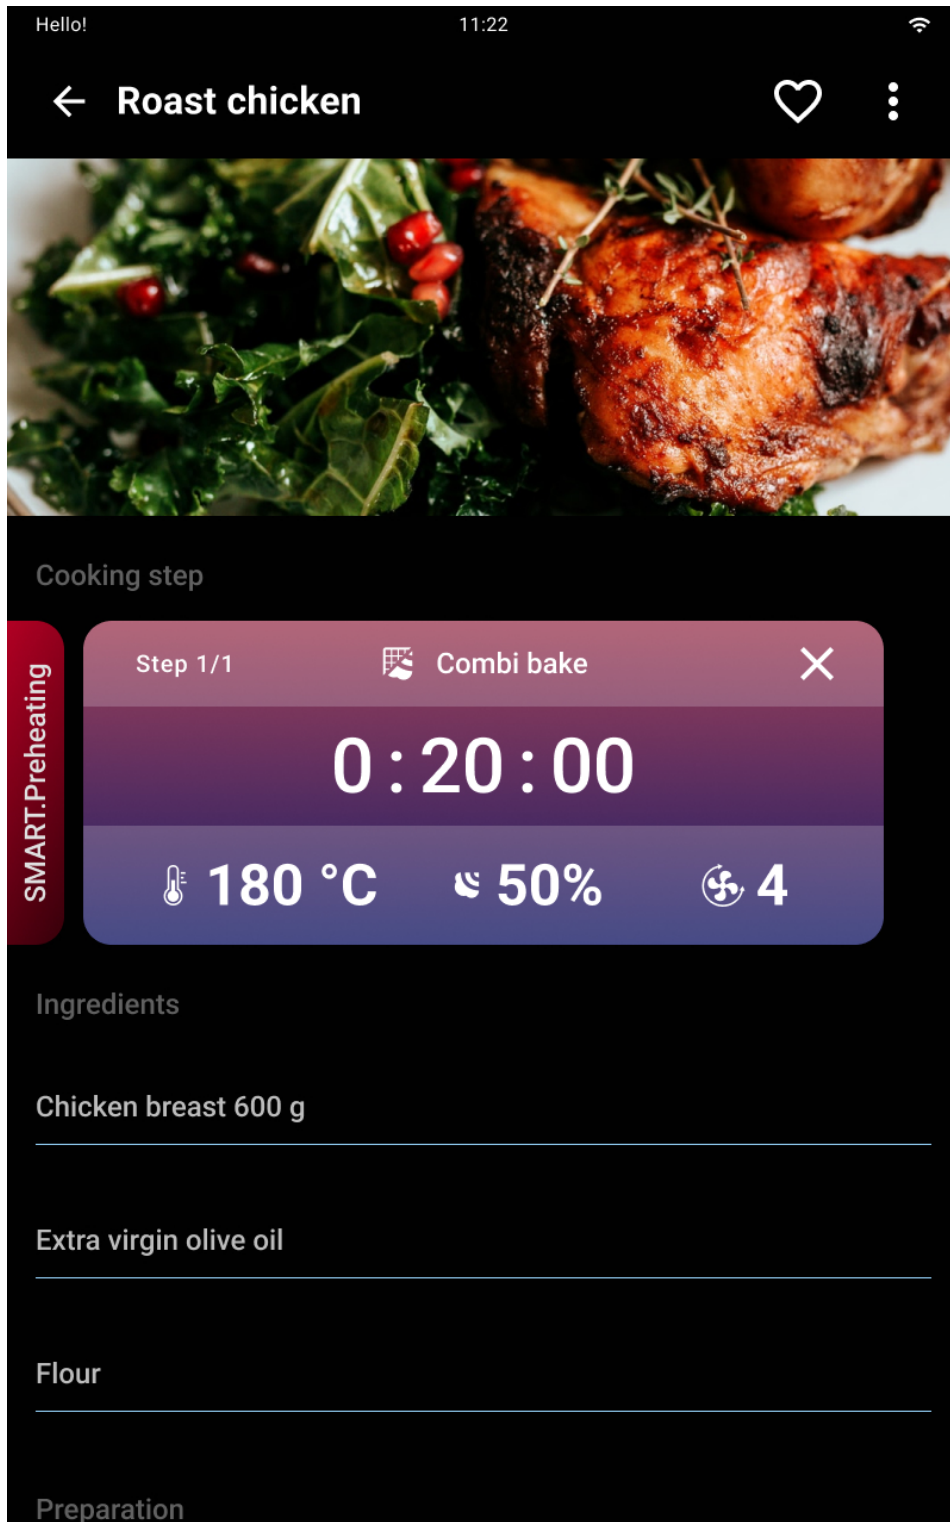 Hello!
11:22
Roast chicken
Cooking step
SMART.Preheating
Step 1/1
Combi bake
0:20:00
180 °C
50%
4
Ingredients
Chicken breast 600 g
Extra virgin olive oil
Flour
Preparation